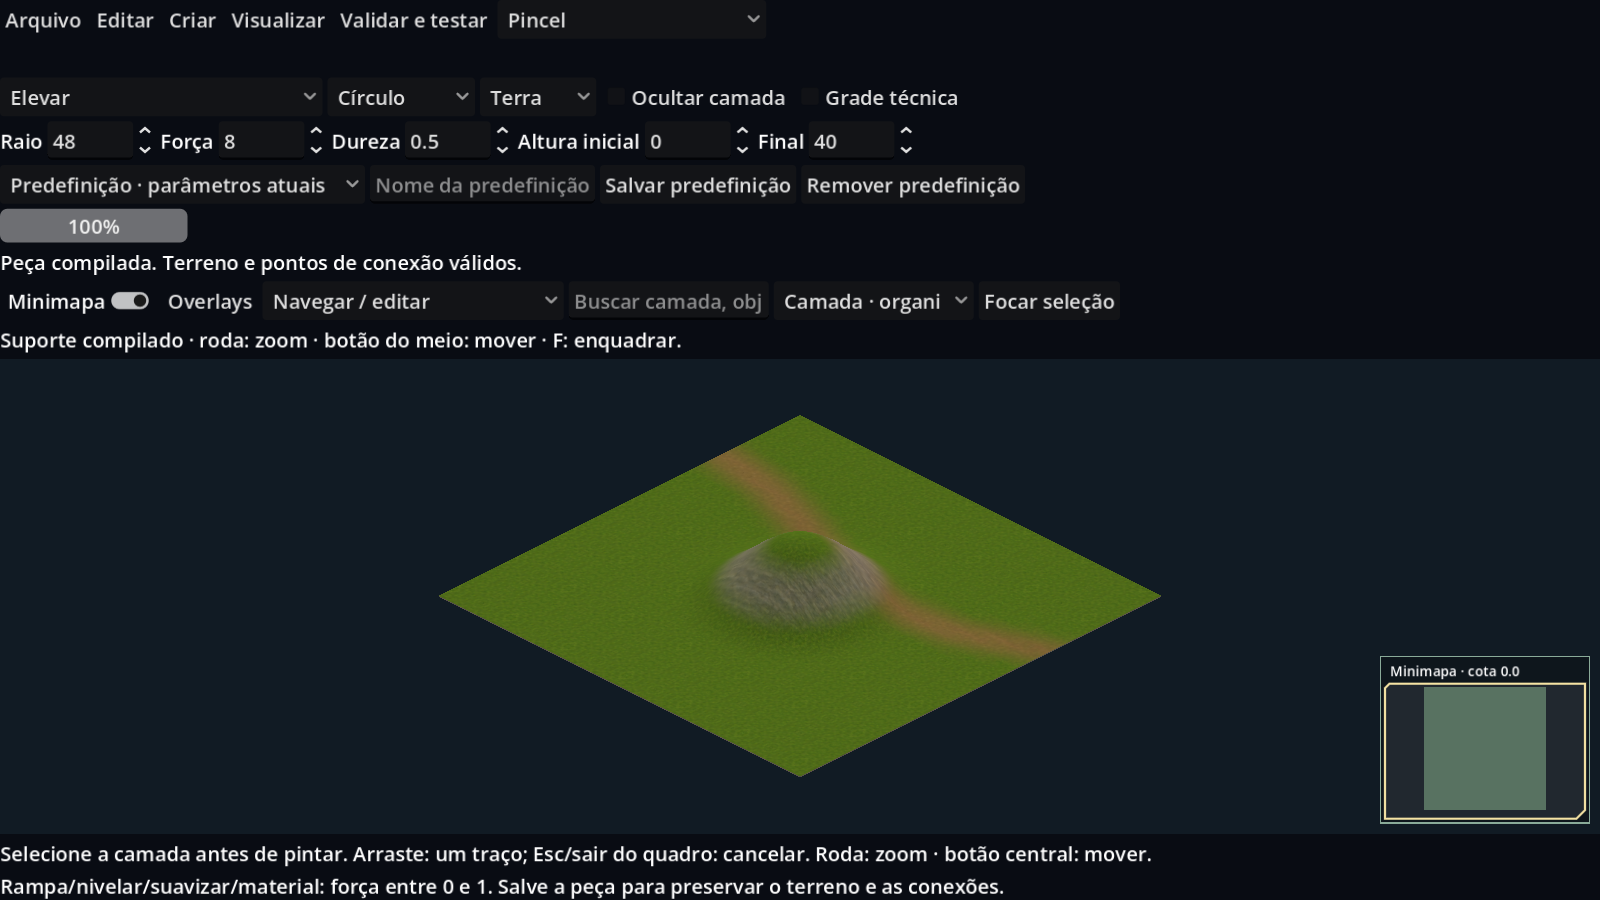 Arquivo Editar Criar Visualizar Validar e testar Pincel
Elevar Círculo Terra Ocultar camada Grade técnica
Raio 48 Força 8 Dureza 0.5 Altura inicial 0 Final 40
Predefinição · parâmetros atuais Nome da predefinição Salvar predefinição Remover predefinição
100%
Peça compilada. Terreno e pontos de conexão válidos.
Minimapa Overlays Navegar / editar Buscar camada, obj Camada · organi Focar seleção
Suporte compilado · roda: zoom · botão do meio: mover · F: enquadrar.
Minimapa · cota 0.0
Selecione a camada antes de pintar. Arraste: um traço; Esc/sair do quadro: cancelar. Roda: zoom · botão central: mover.
Rampa/nivelar/suavizar/material: força entre 0 e 1. Salve a peça para preservar o terreno e as conexões.